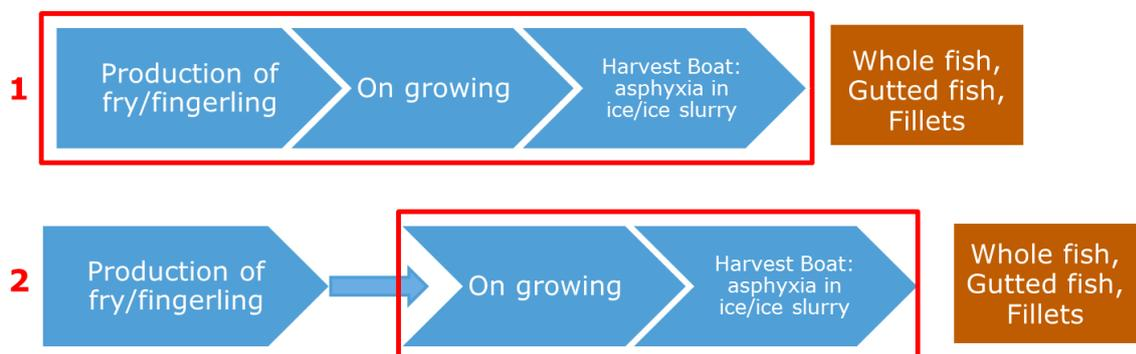 1
Production of
fry/fingerling
On growing
Harvest Boat:
asphyxia in
ice/ice slurry
Whole fish,
Gutted fish,
Fillets
2
Production of
fry/fingerling
On growing
Harvest Boat:
asphyxia in
ice/ice slurry
Whole fish,
Gutted fish,
Fillets